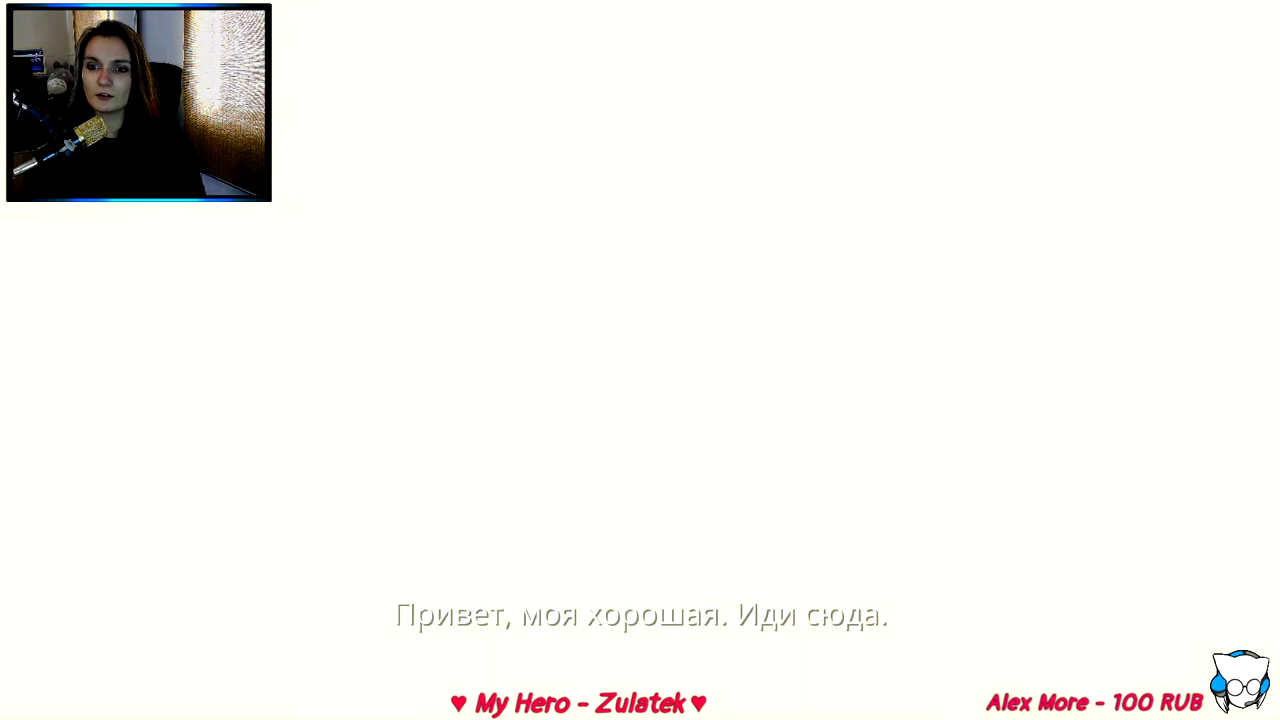 Привет, моя хорошая. Иди сюда.
♥ My Hero - Zulatek ♥
Alex More - 100 RUB